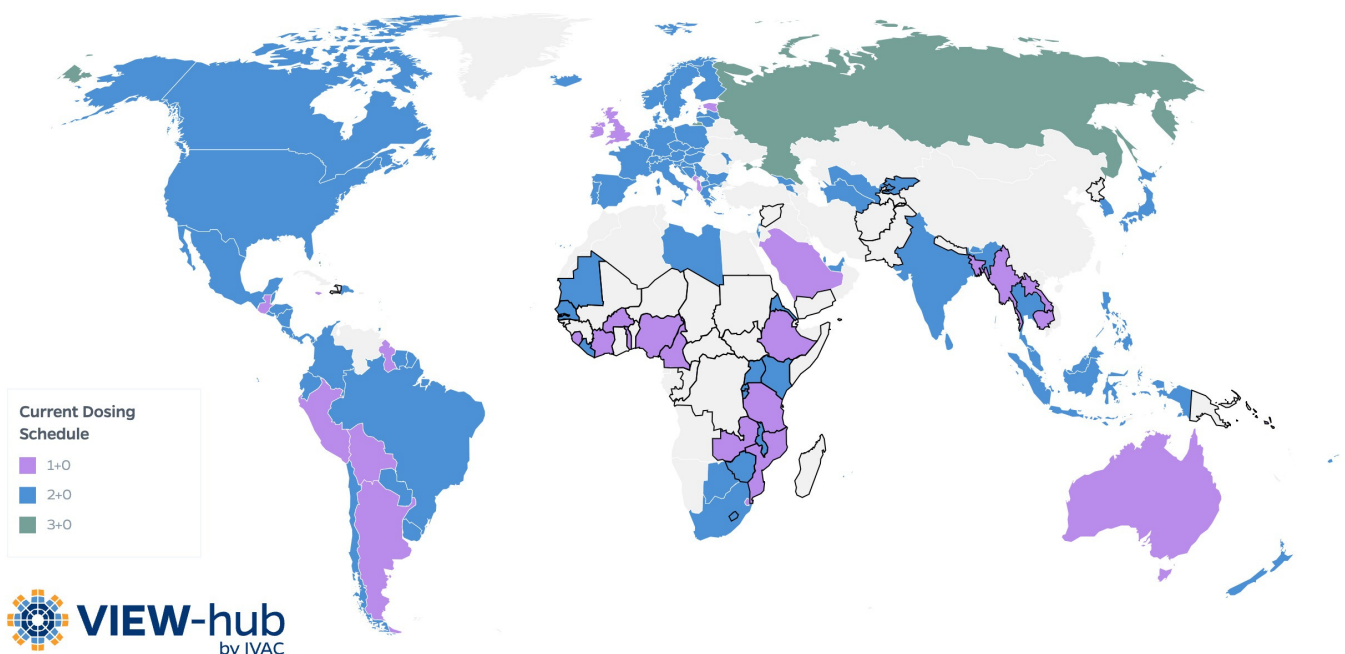 Current Dosing
Schedule
1+0
2+0
3+0
VIEW-hub
by IVAC